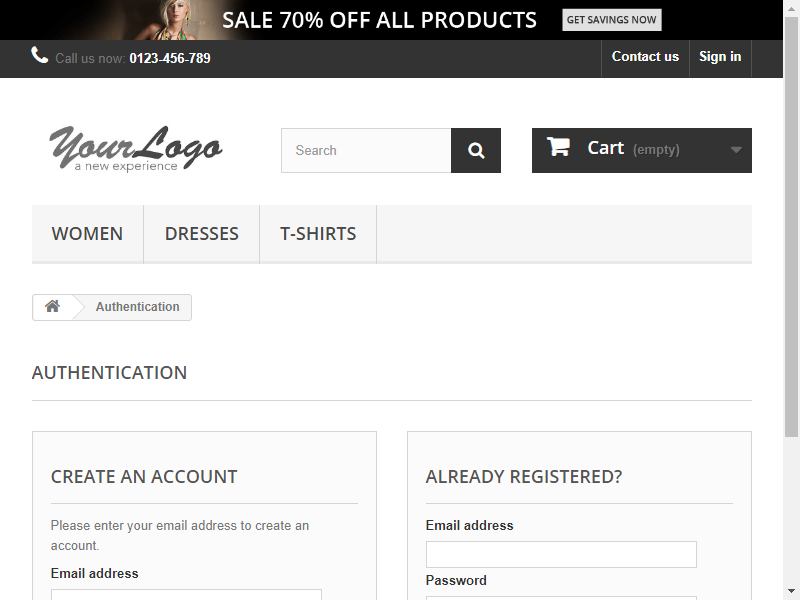 SALE 70% OFF ALL PRODUCTS GET SAVINGS NOW
Call us now: 0123-456-789 Contact us Sign in
YourLogo
a new experience
Search
Cart (empty)
WOMEN DRESSES T-SHIRTS
Authentication
AUTHENTICATION
CREATE AN ACCOUNT
Please enter your email address to create an
account.
Email address
ALREADY REGISTERED?
Email address
Password